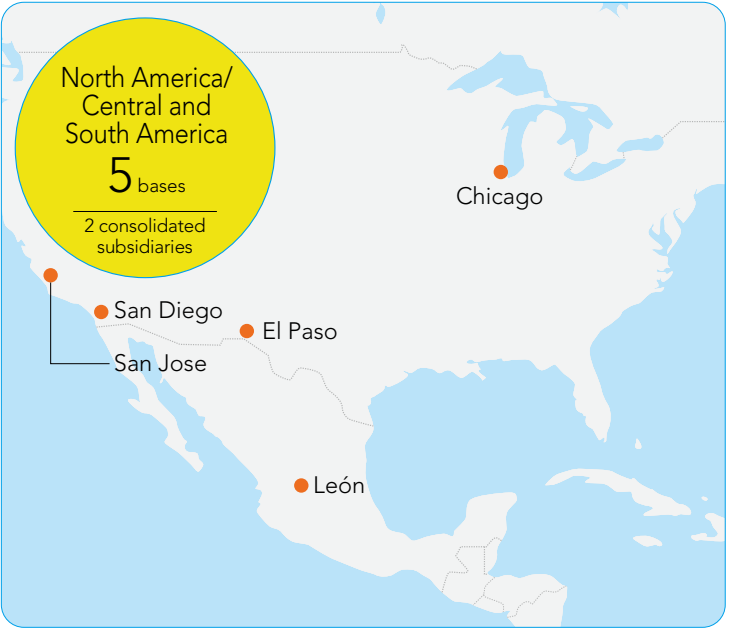 North America/
Central and
South America
5 bases
2 consolidated
subsidiaries
Chicago
San Diego
El Paso
San Jose
León